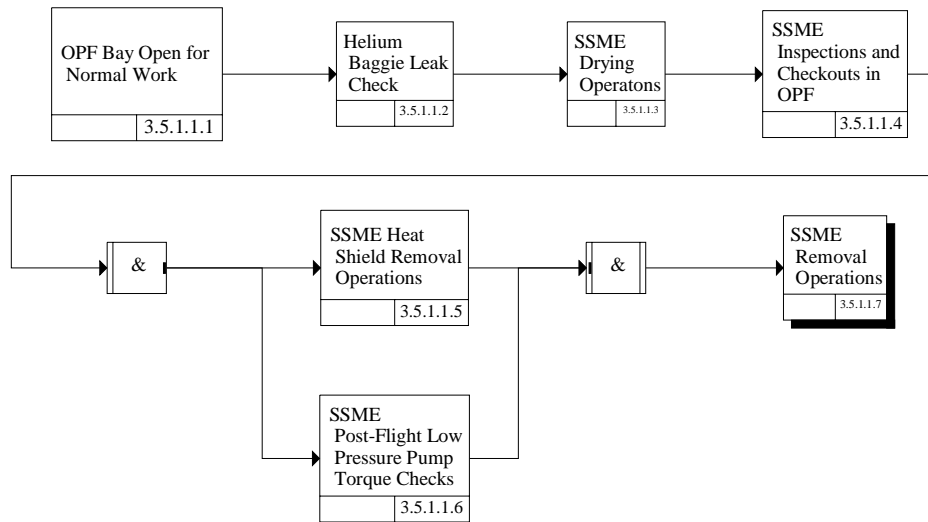 OPF Bay Open for
Normal Work
3.5.1.1.1
Helium
Baggie Leak
Check
3.5.1.1.2
SSME
Drying
Operatons
3.5.1.1.3
SSME
Inspections and
Checkouts in
OPF
3.5.1.1.4
&
SSME Heat
Shield Removal
Operations
3.5.1.1.5
SSME
Post-Flight Low
Pressure Pump
Torque Checks
3.5.1.1.6
&
SSME
Removal
Operations
3.5.1.1.7